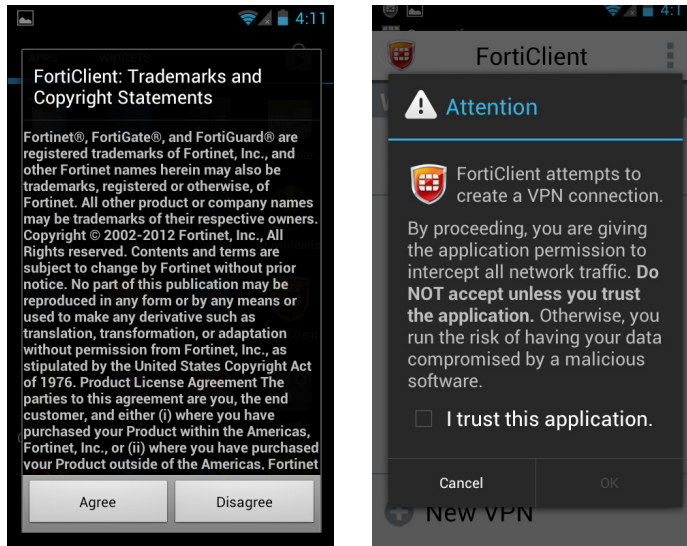 4:11
APPS WIDGETS
FortiClient: Trademarks and
Copyright Statements
Fortinet®, FortiGate®, and FortiGuard® are
registered trademarks of Fortinet, Inc., and
other Fortinet names herein may also be
trademarks, registered or otherwise, of
Fortinet. All other product or company names
may be trademarks of their respective owners.
Copyright © 2002-2012 Fortinet, Inc., All
Rights reserved. Contents and terms are
subject to change by Fortinet without prior
notice. No part of this publication may be
reproduced in any form or by any means or
used to make any derivative such as
translation, transformation, or adaptation
without permission from Fortinet, Inc., as
stipulated by the United States Copyright Act
of 1976. Product License Agreement The
parties to this agreement are you, the end
customer, and either (i) where you have
purchased your Product within the Americas,
Fortinet, Inc., or (ii) where you have purchased
your Product outside of the Americas, Fortinet
Agree Disagree
4:1
FortiClient
Attention
FortiClient attempts to
create a VPN connection.
By proceeding, you are giving
the application permission to
intercept all network traffic. Do
NOT accept unless you trust
the application. Otherwise, you
run the risk of having your data
compromised by a malicious
software.
I trust this application.
Cancel OK
New VPN